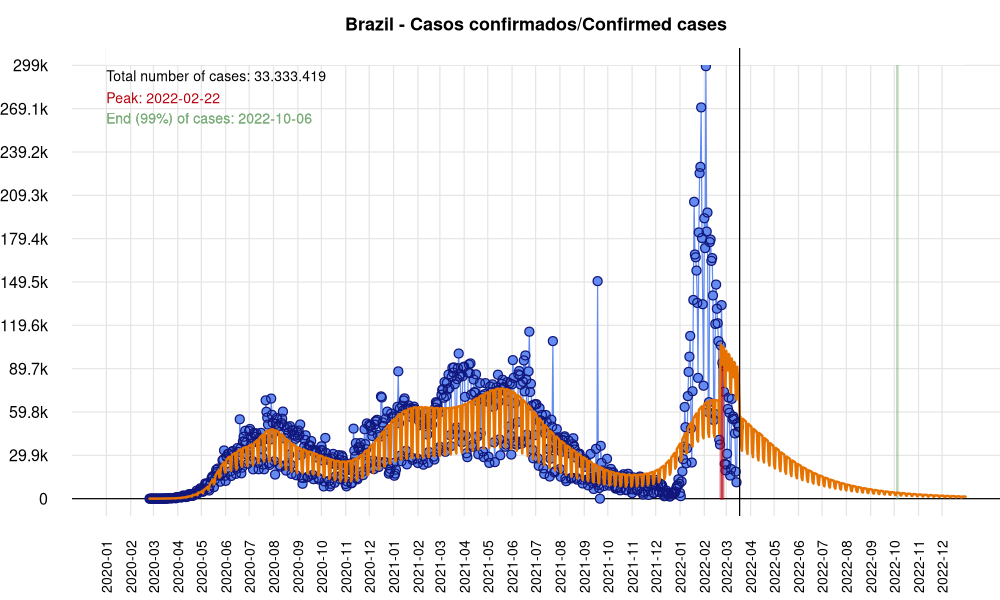 Brazil - Casos confirmados/Confirmed cases
Total number of cases: 33.333.419
Peak: 2022-02-22
End (99%) of cases: 2022-10-06
299k
269.1k
239.2k
209.3k
179.4k
149.5k
119.6k
89.7k
59.8k
29.9k
0
2020-01
2020-02
2020-03
2020-04
2020-05
2020-06
2020-07
2020-08
2020-09
2020-10
2020-11
2020-12
2021-01
2021-02
2021-03
2021-04
2021-05
2021-06
2021-07
2021-08
2021-09
2021-10
2021-11
2021-12
2022-01
2022-02
2022-03
2022-04
2022-05
2022-06
2022-07
2022-08
2022-09
2022-10
2022-11
2022-12